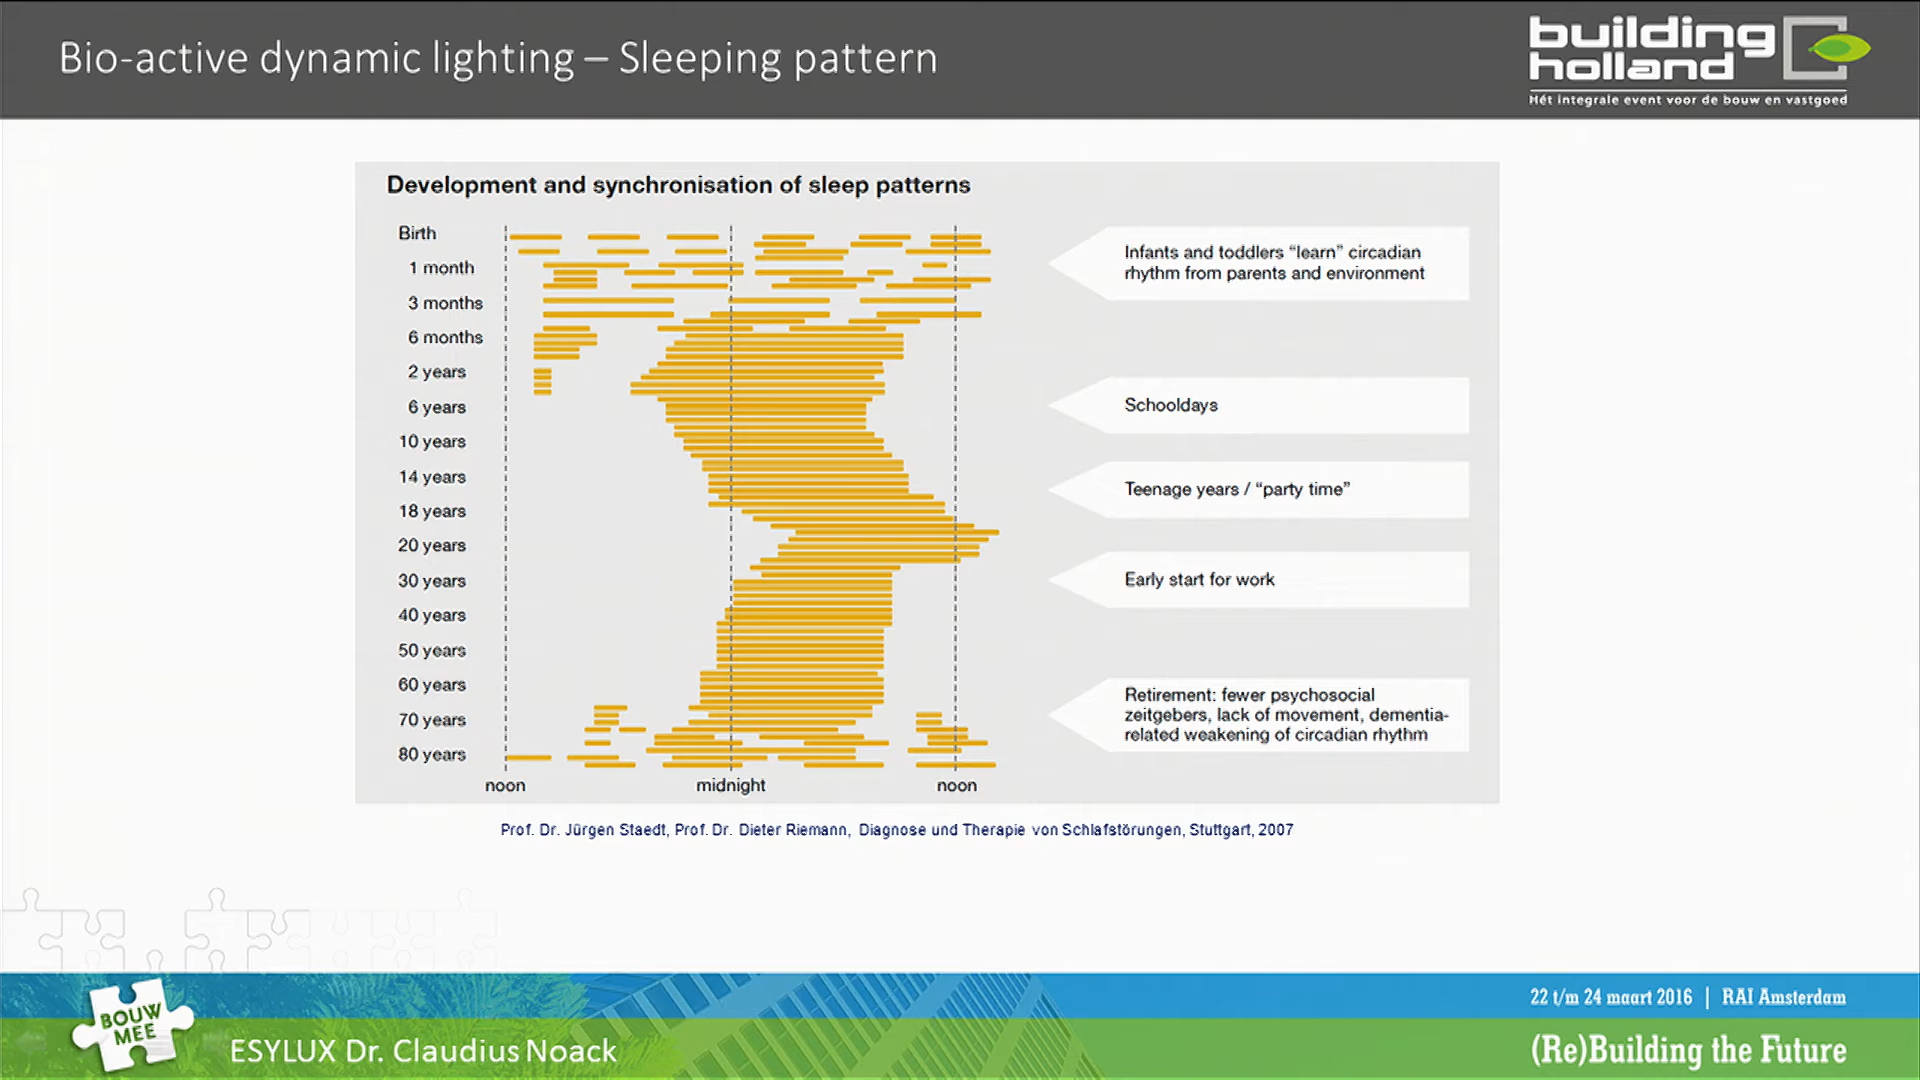 Bio-active dynamic lighting – Sleeping pattern
building
holland
Hét integrale event voor de bouw en vastgoed
Development and synchronisation of sleep patterns
Birth
1 month
3 months
6 months
2 years
6 years
10 years
14 years
18 years
20 years
30 years
40 years
50 years
60 years
70 years
80 years
noon
midnight
noon
Infants and toddlers “learn” circadian
rhythm from parents and environment
Schooldays
Teenage years / “party time”
Early start for work
Retirement: fewer psychosocial
zeitgebers, lack of movement, dementia-
related weakening of circadian rhythm
Prof. Dr. Jürgen Staedt, Prof. Dr. Dieter Riemann, Diagnose und Therapie von Schlafstörungen, Stuttgart, 2007
BOUW
MEE
ESYLUX Dr. Claudius Noack
22 t/m 24 maart 2016 | RAI Amsterdam
(Re)Building the Future